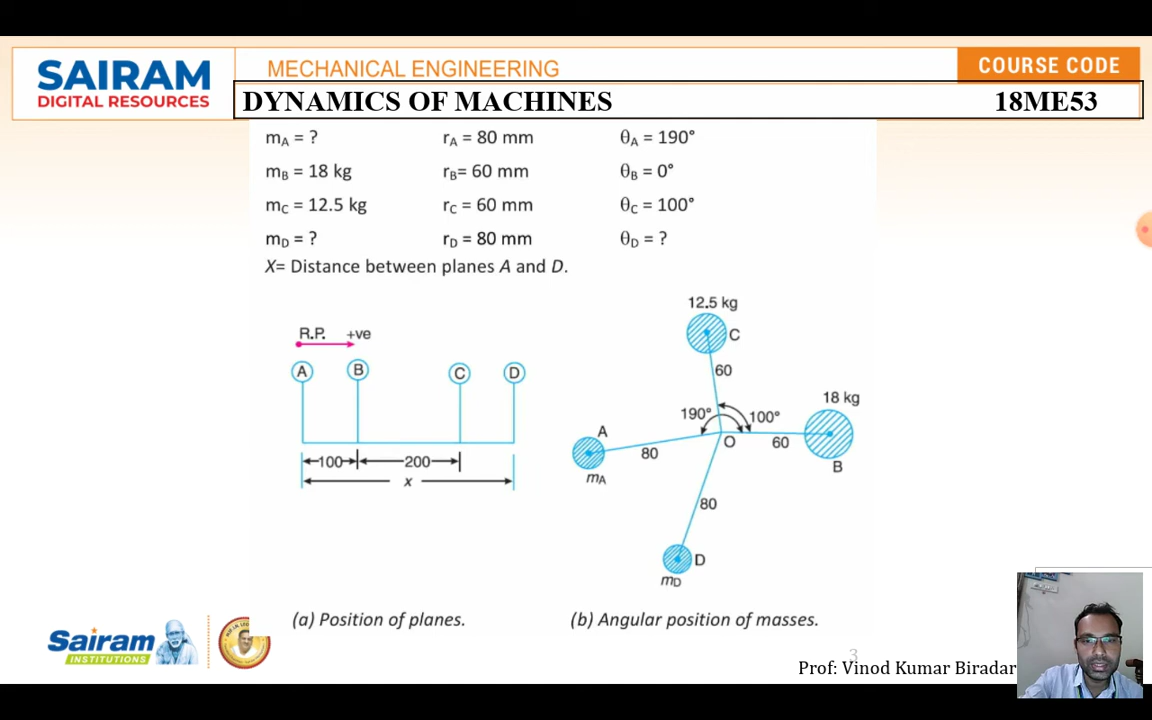 SAIRAM
DIGITAL RESOURCES
MECHANICAL ENGINEERING
COURSE CODE
DYNAMICS OF MACHINES
18ME53
mA = ? rA = 80 mm θA = 190°
mB = 18 kg rB= 60 mm θB = 0°
mC = 12.5 kg rC = 60 mm θC = 100°
mD = ? rD = 80 mm θD = ?
X= Distance between planes A and D.
R.P. +ve
A B C D
100 200
x
12.5 kg
C
60
18 kg
190° 100°
A
O 60
80
B
mA
80
D
mD
(a) Position of planes.
(b) Angular position of masses.
Sairam
INSTITUTIONS
3
Prof: Vinod Kumar Biradar